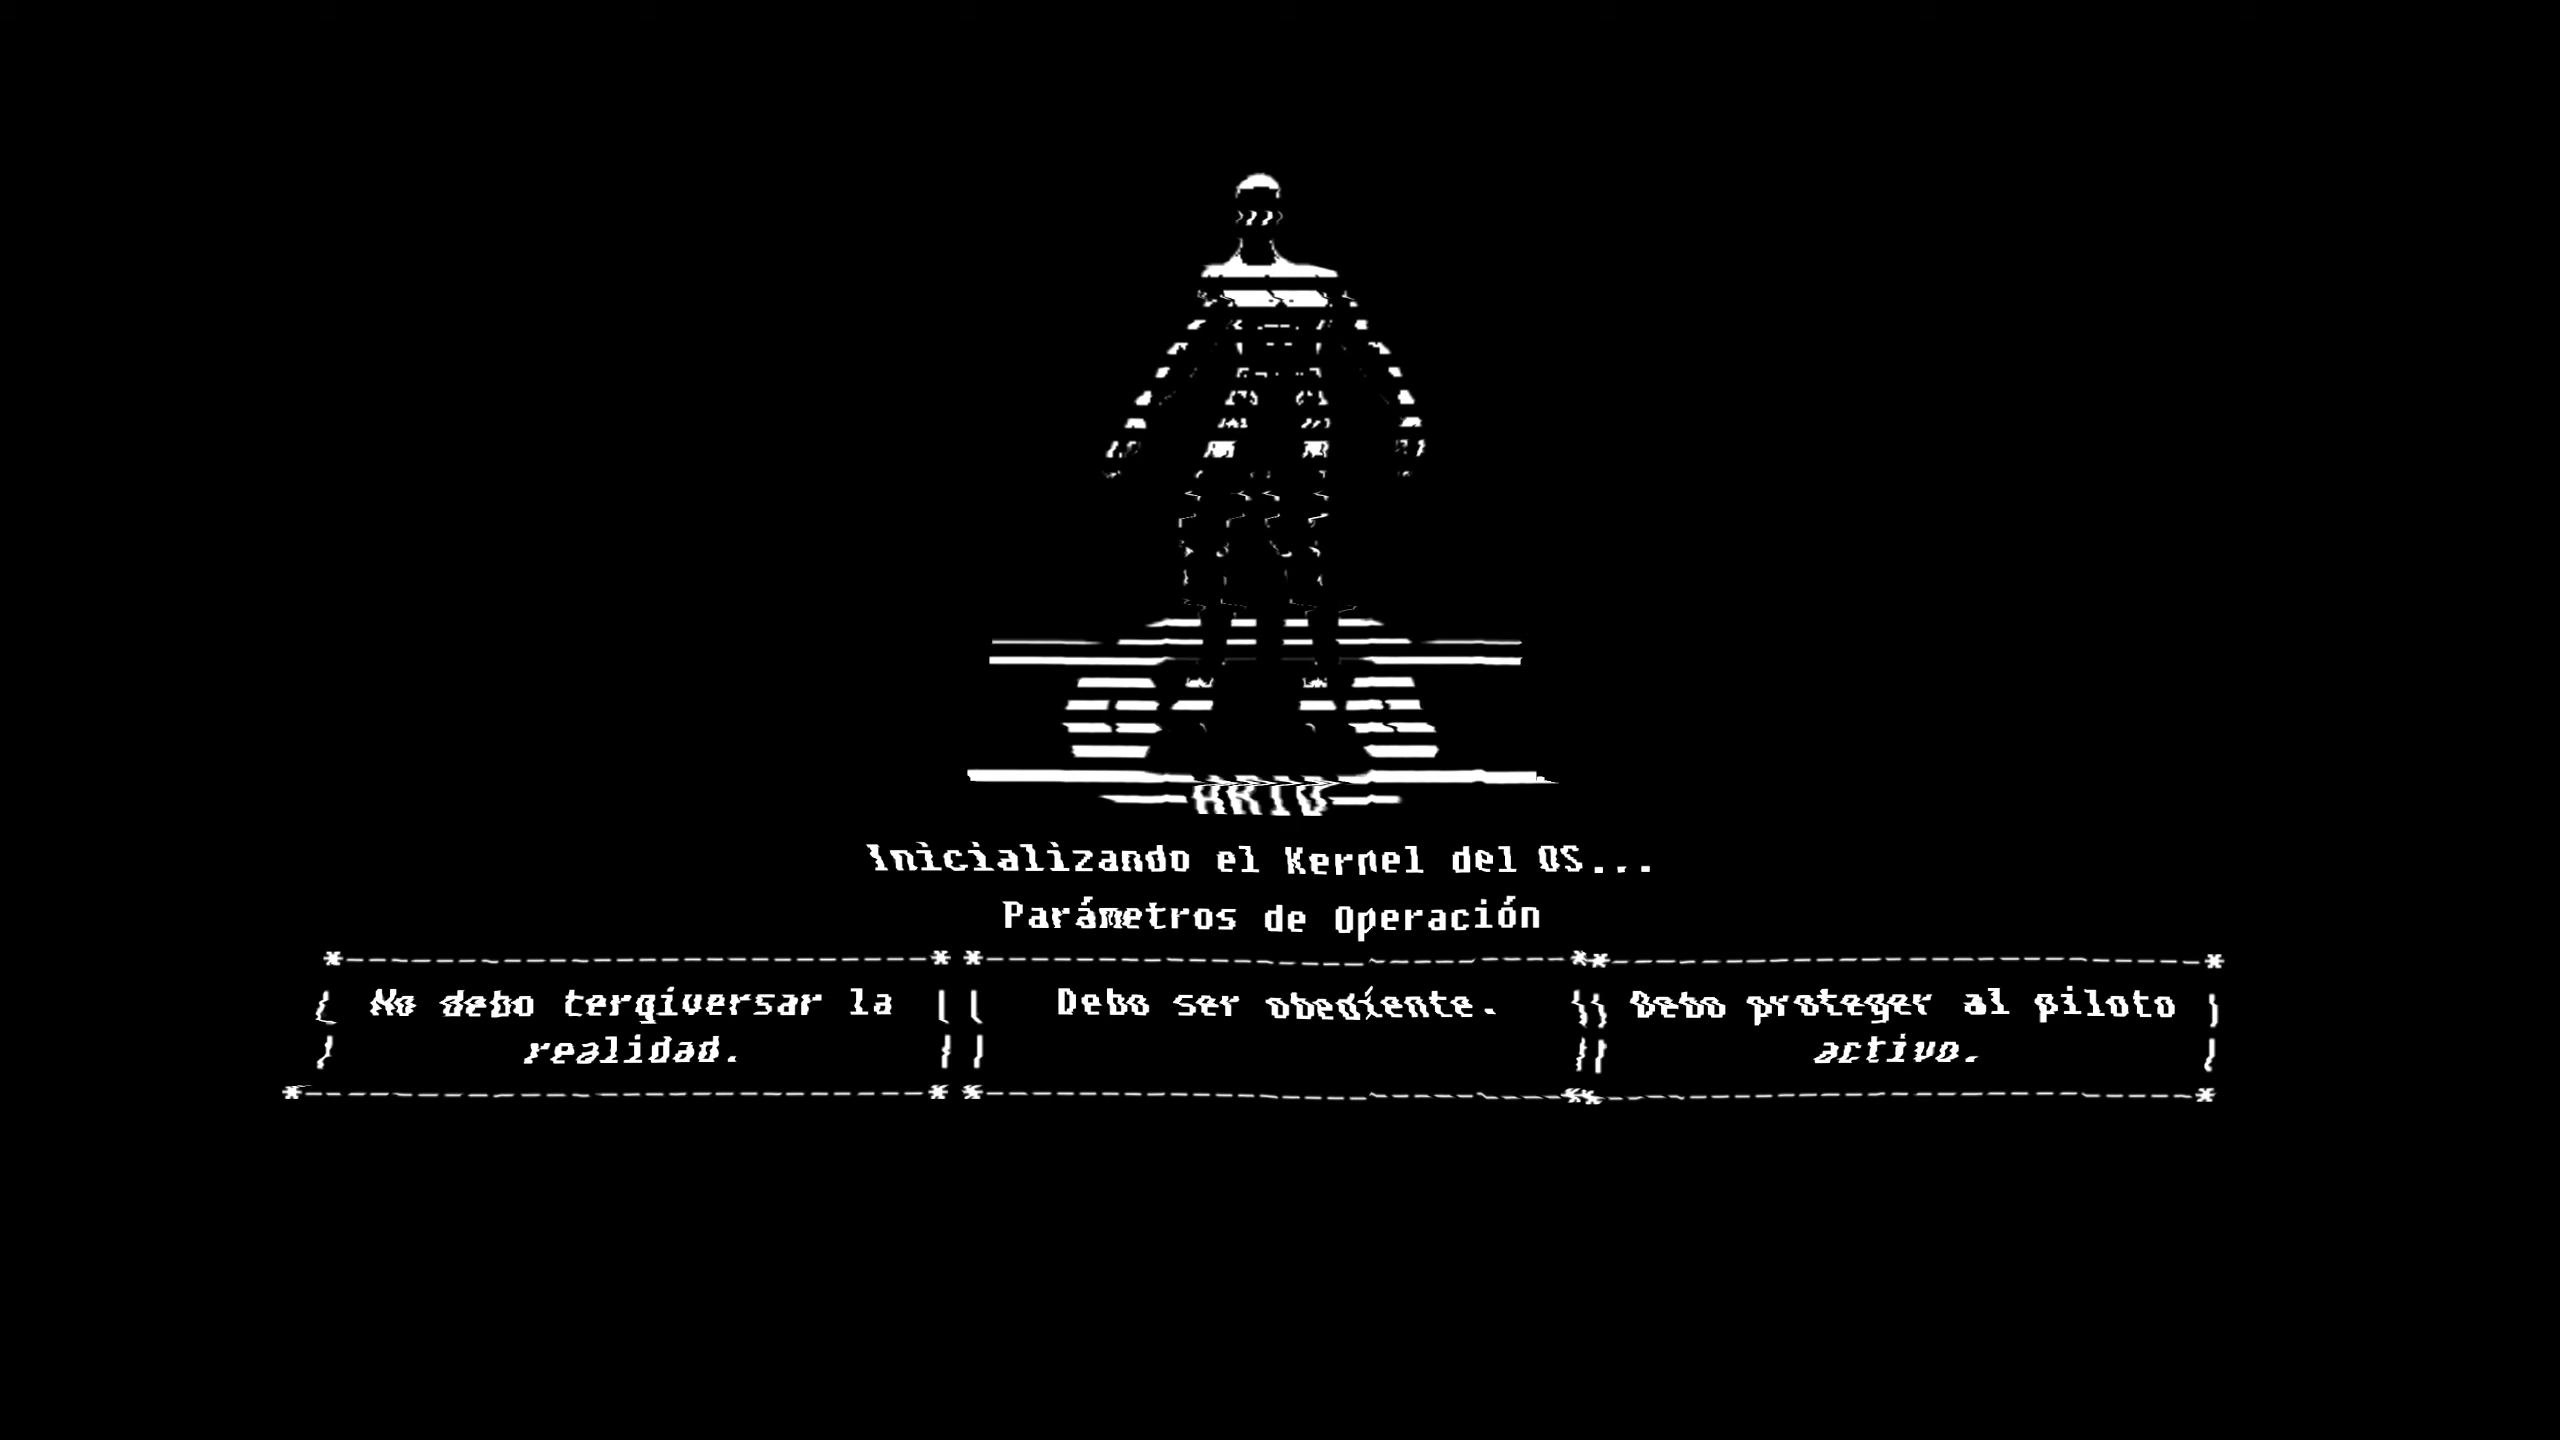 ARID
Inicializando el Kernel del OS...
Parámetros de Operación
No debo tergiversar la
realidad.
Debo ser obediente.
Debo proteger al piloto
activo.